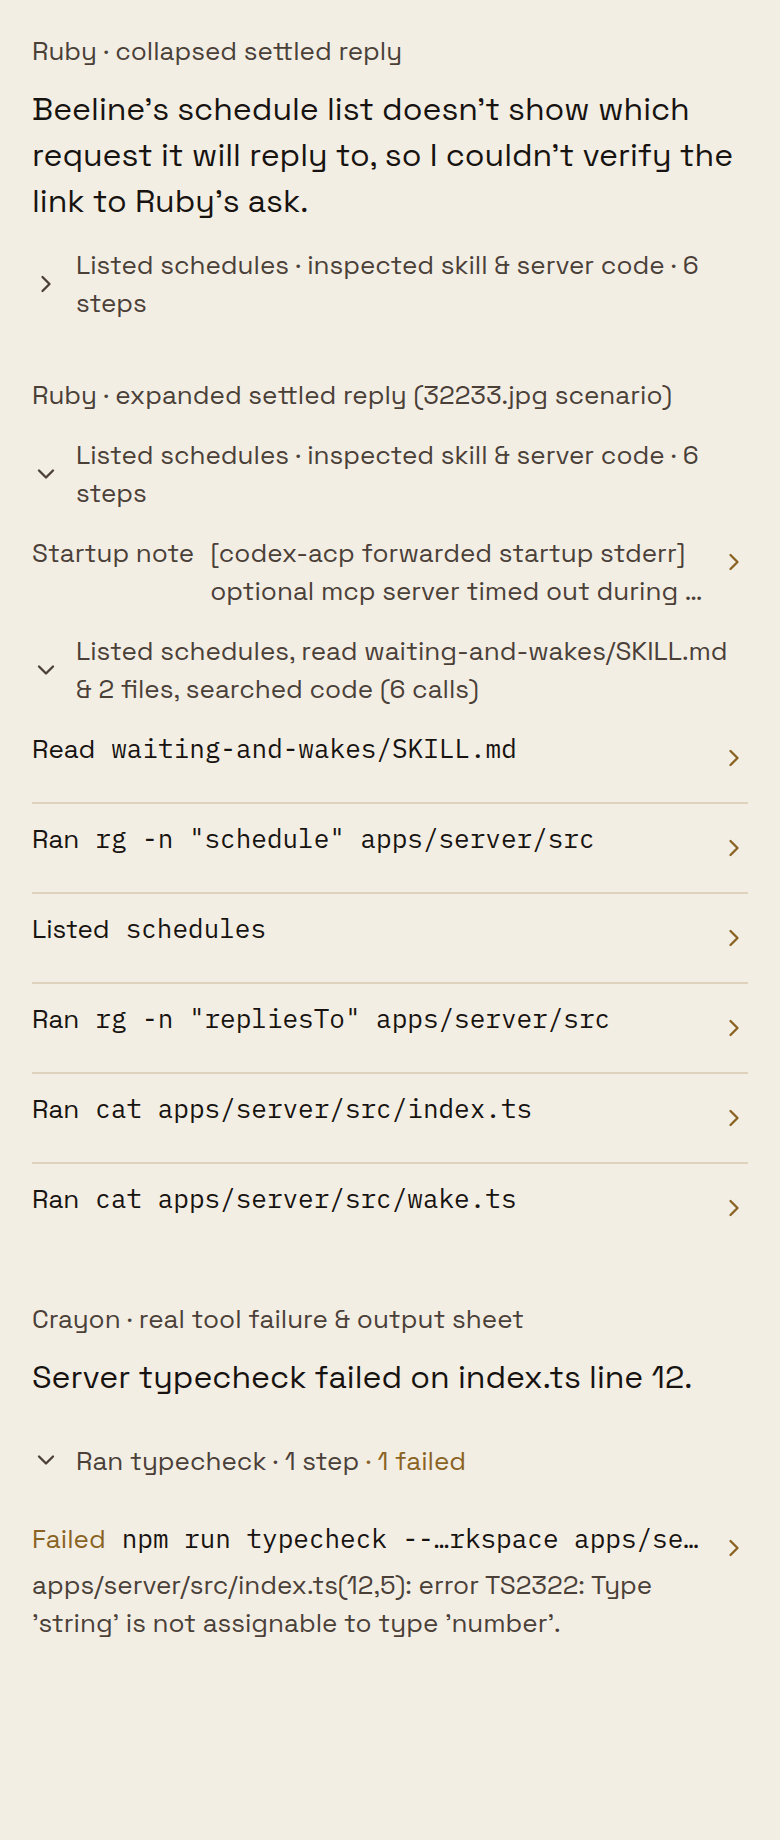 Ruby · collapsed settled reply
Beeline’s schedule list doesn’t show which
request it will reply to, so I couldn’t verify the
link to Ruby’s ask.
Listed schedules · inspected skill & server code · 6
steps
Ruby · expanded settled reply (32233.jpg scenario)
Listed schedules · inspected skill & server code · 6
steps
Startup note [codex-acp forwarded startup stderr]
optional mcp server timed out during …
Listed schedules, read waiting-and-wakes/SKILL.md
& 2 files, searched code (6 calls)
Read waiting-and-wakes/SKILL.md
Ran rg -n "schedule" apps/server/src
Listed schedules
Ran rg -n "repliesTo" apps/server/src
Ran cat apps/server/src/index.ts
Ran cat apps/server/src/wake.ts
Crayon · real tool failure & output sheet
Server typecheck failed on index.ts line 12.
Ran typecheck · 1 step · 1 failed
Failed npm run typecheck --…rkspace apps/se…
apps/server/src/index.ts(12,5): error TS2322: Type
’string’ is not assignable to type ’number’.